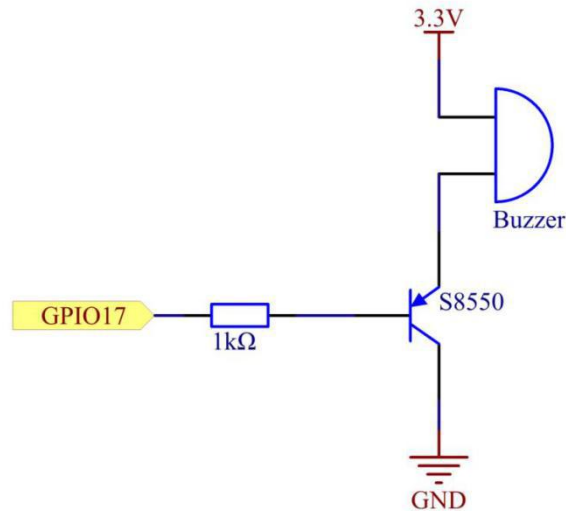 3.3V
Buzzer
S8550
GPIO17
1kΩ
GND